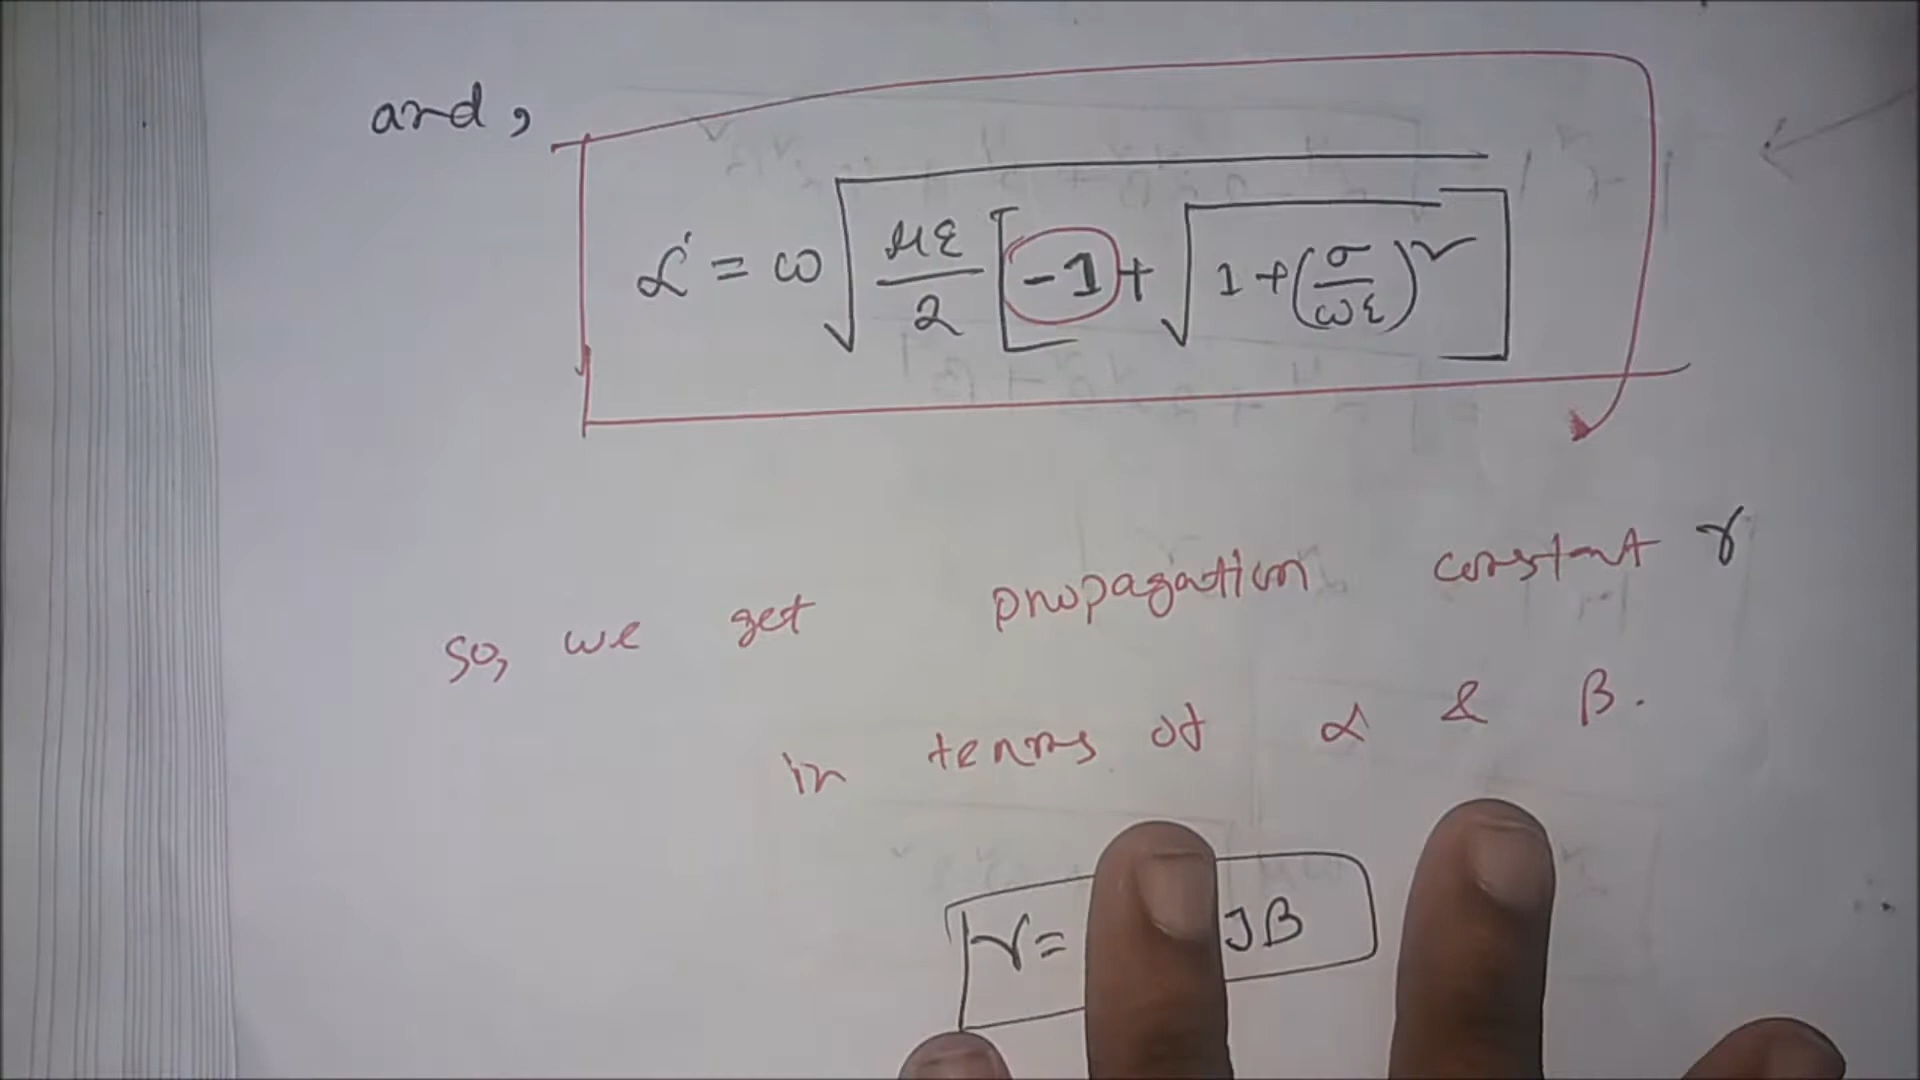 and,
α = ω√(με/2 [-1 + √(1 + (σ/ωε)²)])
so, we get propagation constant γ
in terms of α & β.
γ = jβ